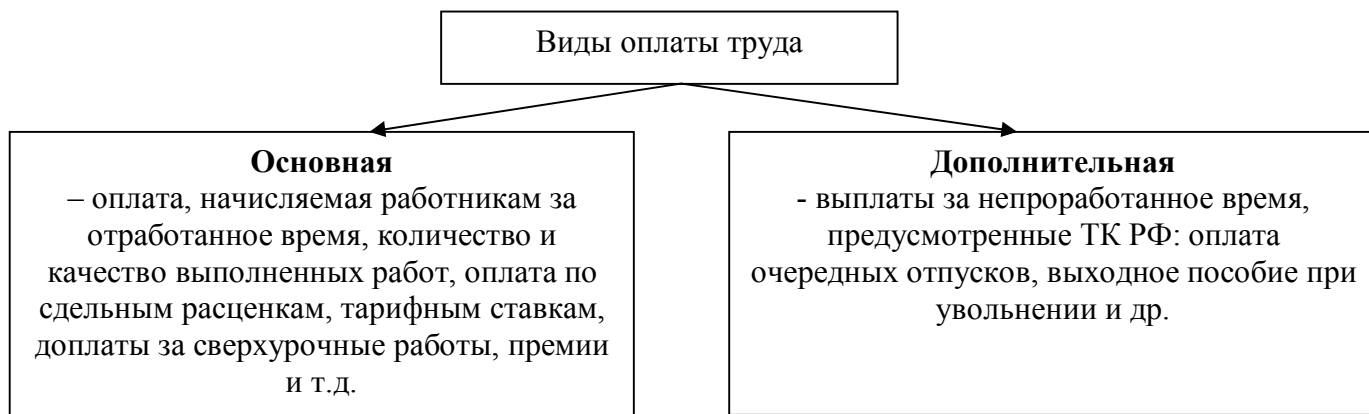 Виды оплаты труда
Основная
– оплата, начисляемая работникам за
отработанное время, количество и
качество выполненных работ, оплата по
сдельным расценкам, тарифным ставкам,
доплаты за сверхурочные работы, премии
и т.д.
Дополнительная
- выплаты за непроработанное время,
предусмотренные ТК РФ: оплата
очередных отпусков, выходное пособие при
увольнении и др.